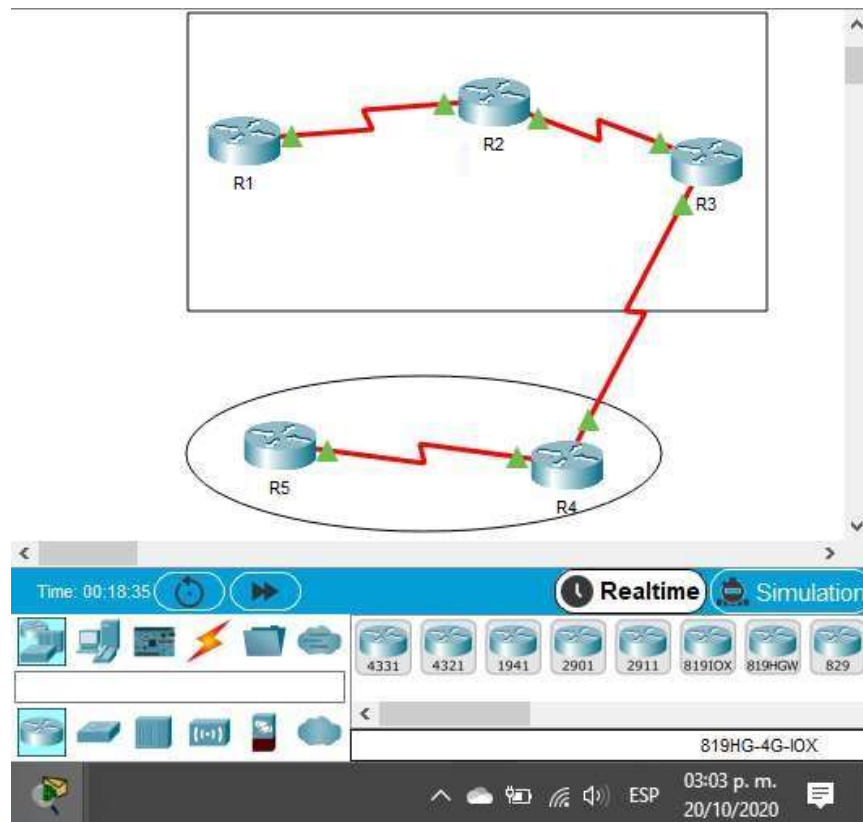 R2
R1
R3
R5
R4
Time: 00:18:35
Realtime
Simulation
4331
4321
1941
2901
2911
819IOX
819HGW
829
819HG-4G-IOX
ESP
03:03 p. m.
20/10/2020